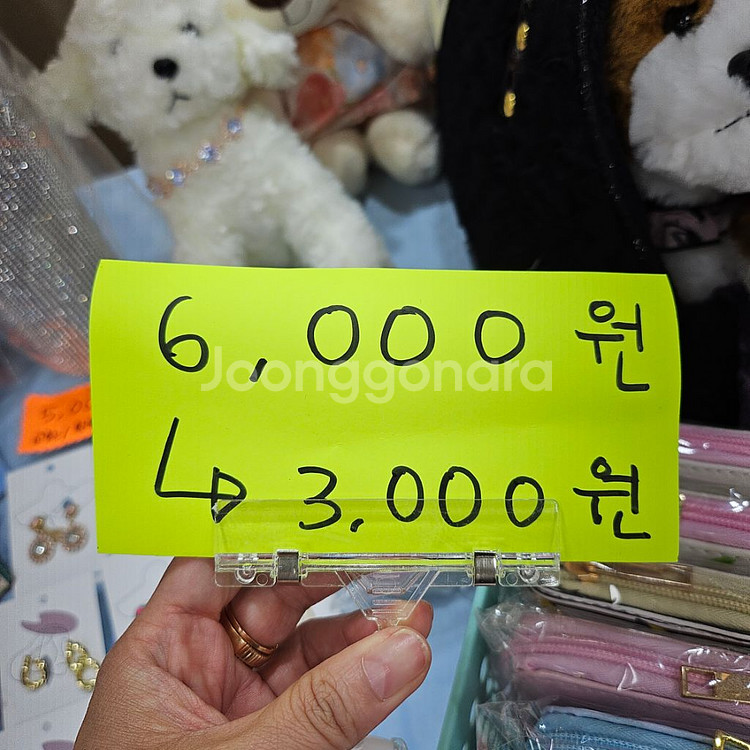 6,000 원
Joonggonara
↳ 3,000 원